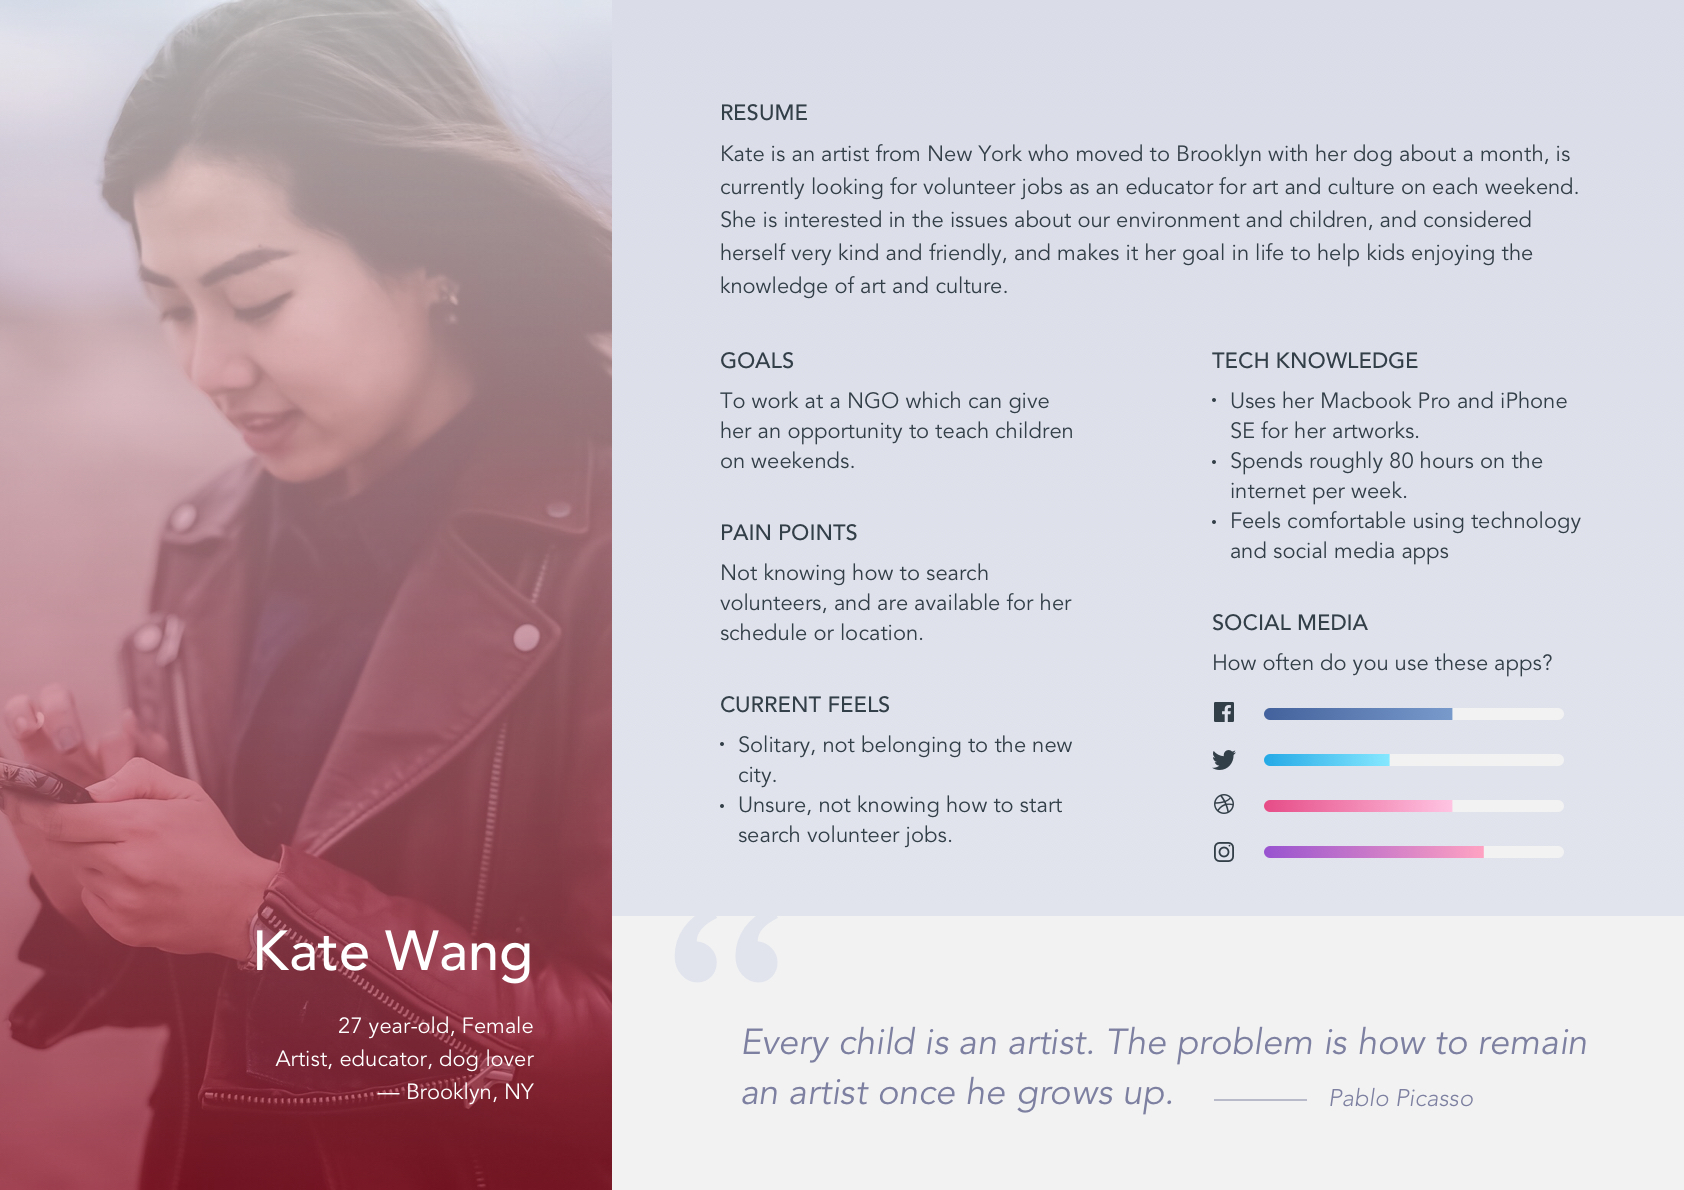 RESUME
Kate is an artist from New York who moved to Brooklyn with her dog about a month, is
currently looking for volunteer jobs as an educator for art and culture on each weekend.
She is interested in the issues about our environment and children, and considered
herself very kind and friendly, and makes it her goal in life to help kids enjoying the
knowledge of art and culture.
GOALS
To work at a NGO which can give
her an opportunity to teach children
on weekends.
PAIN POINTS
Not knowing how to search
volunteers, and are available for her
schedule or location.
CURRENT FEELS
• Solitary, not belonging to the new
city.
• Unsure, not knowing how to start
search volunteer jobs.
TECH KNOWLEDGE
• Uses her Macbook Pro and iPhone
SE for her artworks.
• Spends roughly 80 hours on the
internet per week.
• Feels comfortable using technology
and social media apps
SOCIAL MEDIA
How often do you use these apps?
Kate Wang
27 year-old, Female
Artist, educator, dog lover
— Brooklyn, NY
“
Every child is an artist. The problem is how to remain
an artist once he grows up. —— Pablo Picasso